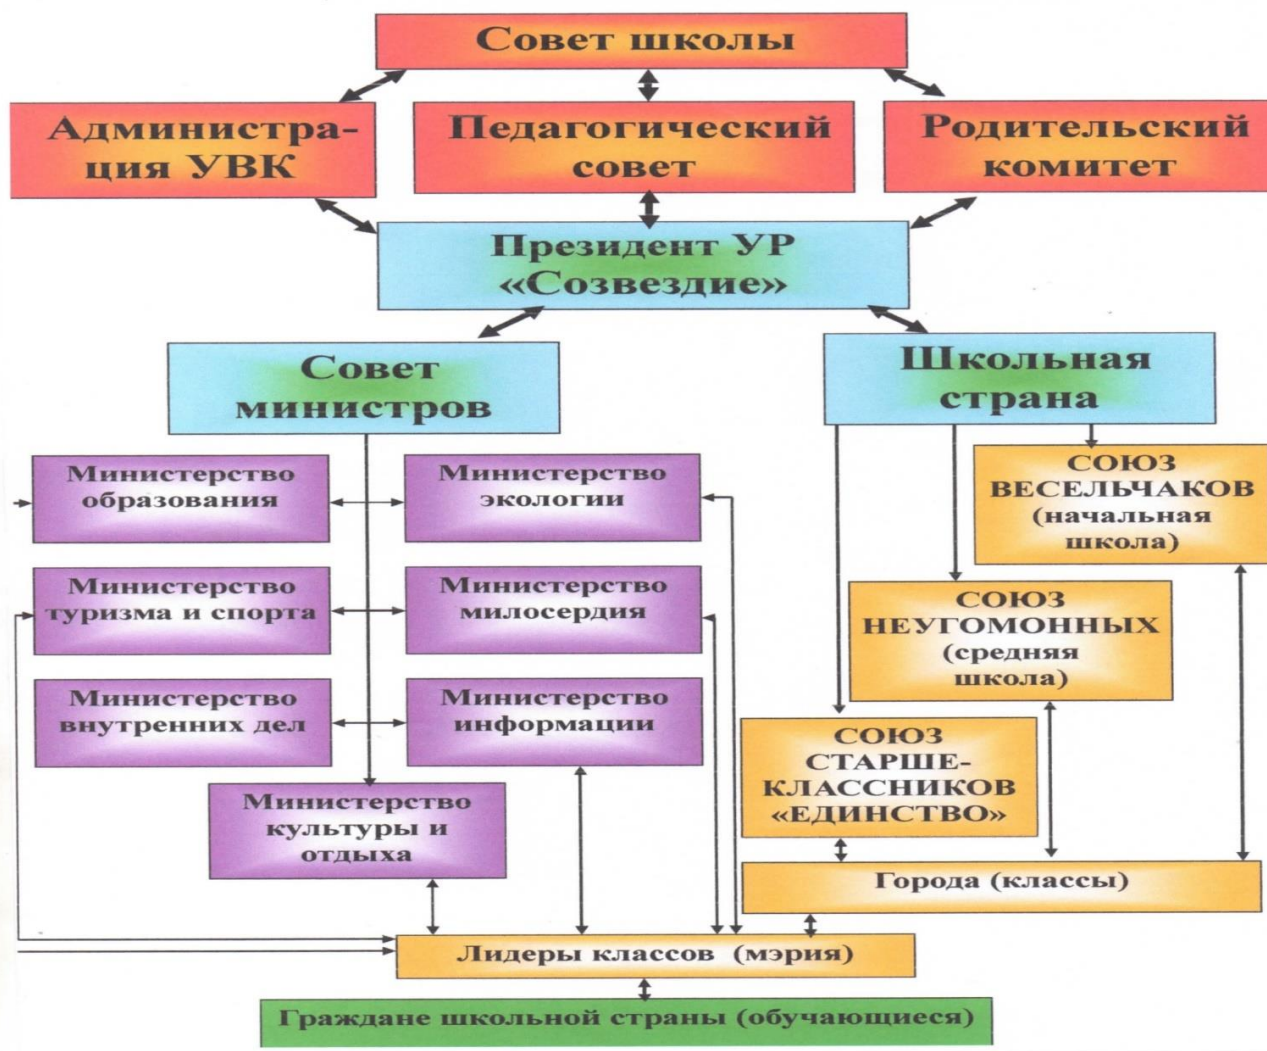 Совет школы
Администра-
ция УВК
Педагогический
совет
Родительский
комитет
Президент УР
«Созвездие»
Совет
министров
Школьная
страна
Министерство
образования
Министерство
экологии
СОЮЗ
ВЕСЕЛЬЧАКОВ
(начальная
школа)
Министерство
туризма и спорта
Министерство
милосердия
СОЮЗ
НЕУГОМОННЫХ
(средняя
школа)
Министерство
внутренних дел
Министерство
информации
СОЮЗ
СТАРШЕ-
КЛАССНИКОВ
«ЕДИНСТВО»
Министерство
культуры и
отдыха
Города (классы)
Лидеры классов (мэрия)
Граждане школьной страны (обучающиеся)